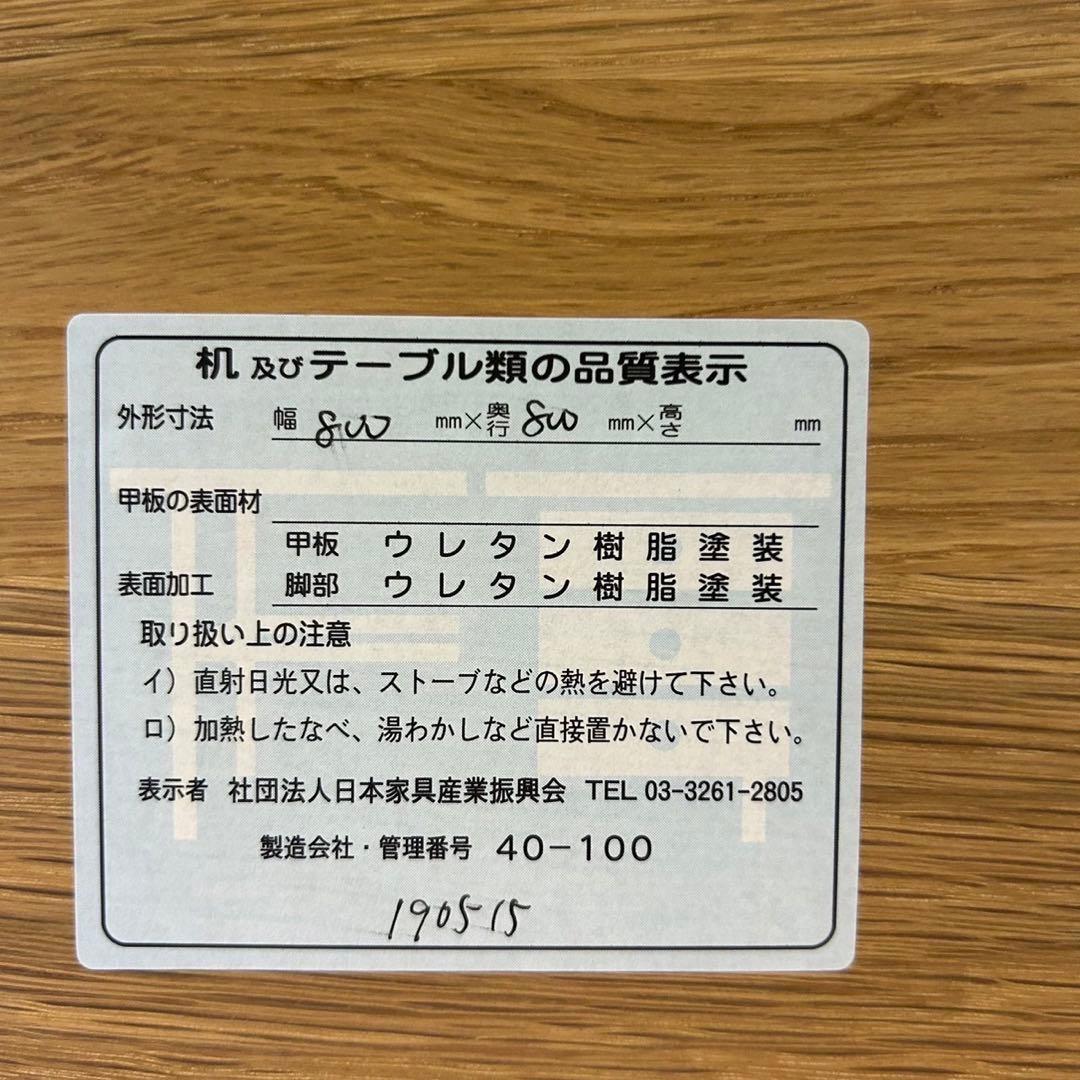 机及びテーブル類の品質表示
外形寸法 幅 800 mm×奥行 800 mm×高さ mm
甲板の表面材
甲板 ウレタン樹脂塗装
表面加工 脚部 ウレタン樹脂塗装
取り扱い上の注意
イ）直射日光又は、ストーブなどの熱を避けて下さい。
ロ）加熱したなべ、湯わかしなど直接置かないで下さい。
表示者 社団法人日本家具産業振興会 TEL 03-3261-2805
製造会社・管理番号 40-100
190515